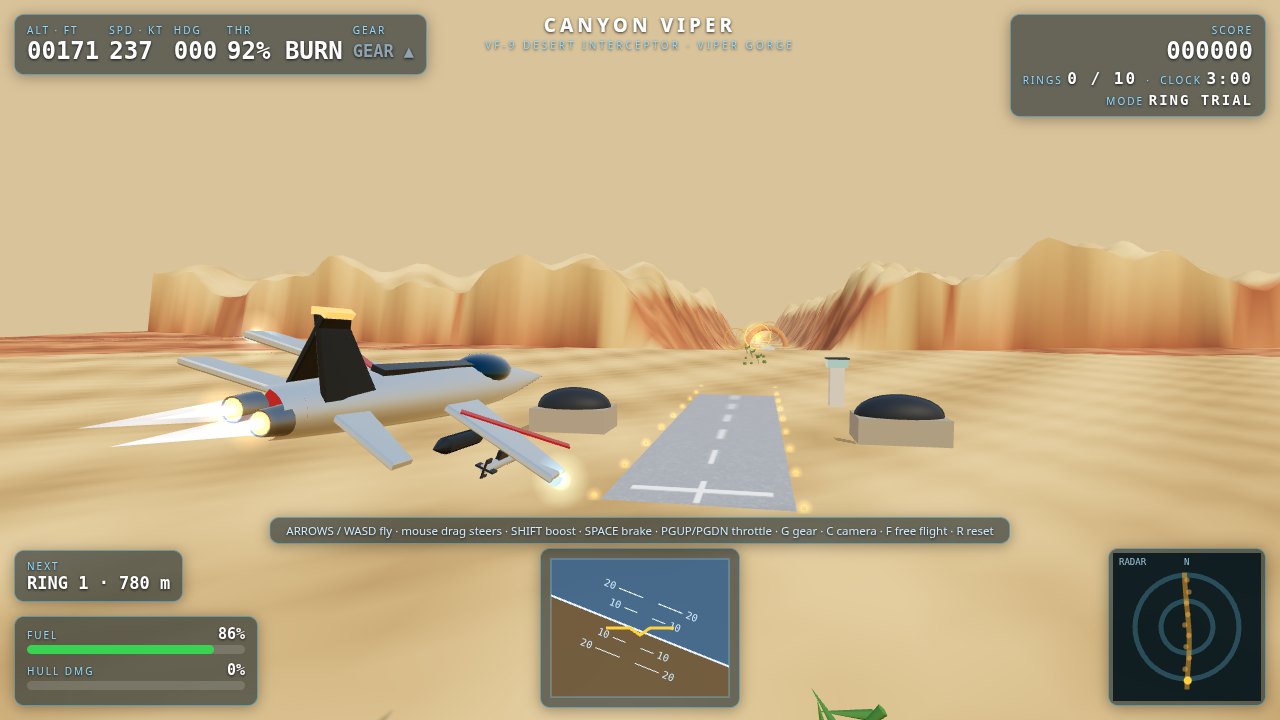 CANYON VIPER
VF-9 DESERT INTERCEPTOR · VIPER GORGE
ALT · FT SPD · KT HDG THR GEAR
00171 237 000 92% BURN GEAR ▲
SCORE
000000
RINGS 0 / 10 · CLOCK 3:00
MODE RING TRIAL
ARROWS / WASD fly · mouse drag steers · SHIFT boost · SPACE brake · PGUP/PGDN throttle · G gear · C camera · F free flight · R reset
NEXT
RING 1 · 780 m
FUEL 86%
HULL DMG 0%
20 20
10 10
10 10
20 20
RADAR N